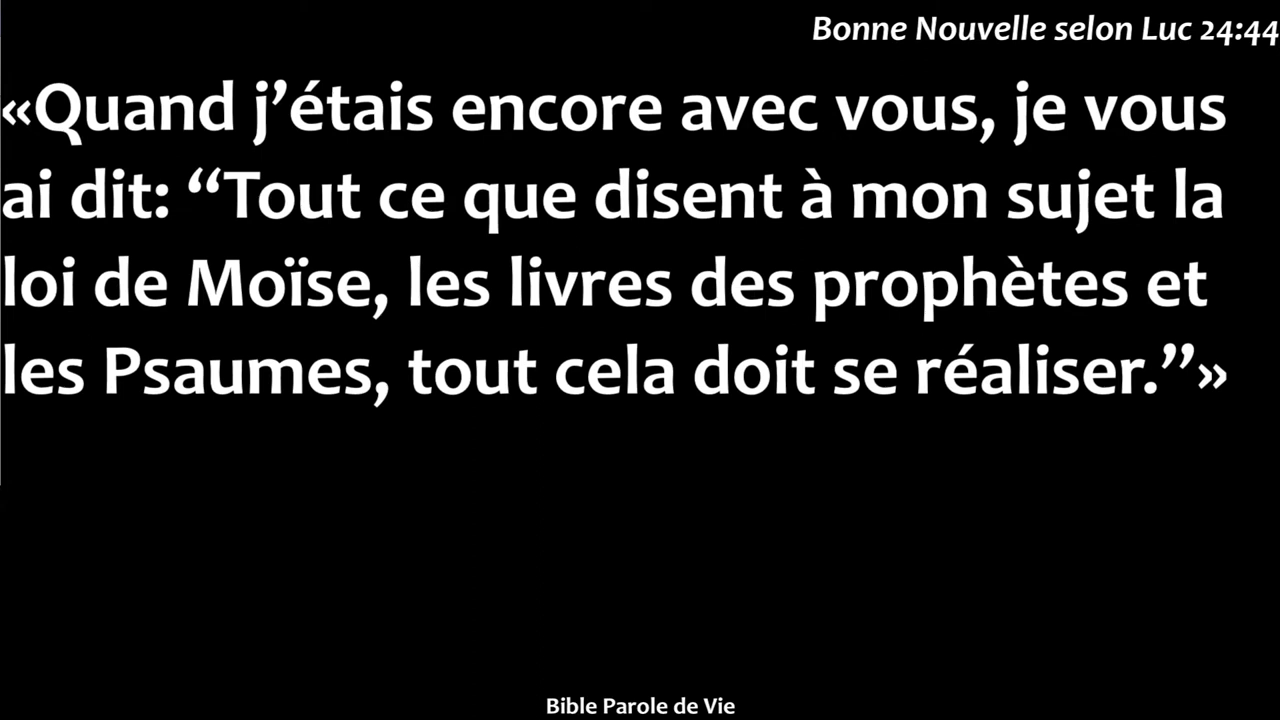 Bonne Nouvelle selon Luc 24:44
«Quand j’étais encore avec vous, je vous
ai dit: “Tout ce que disent à mon sujet la
loi de Moïse, les livres des prophètes et
les Psaumes, tout cela doit se réaliser.”»
Bible Parole de Vie